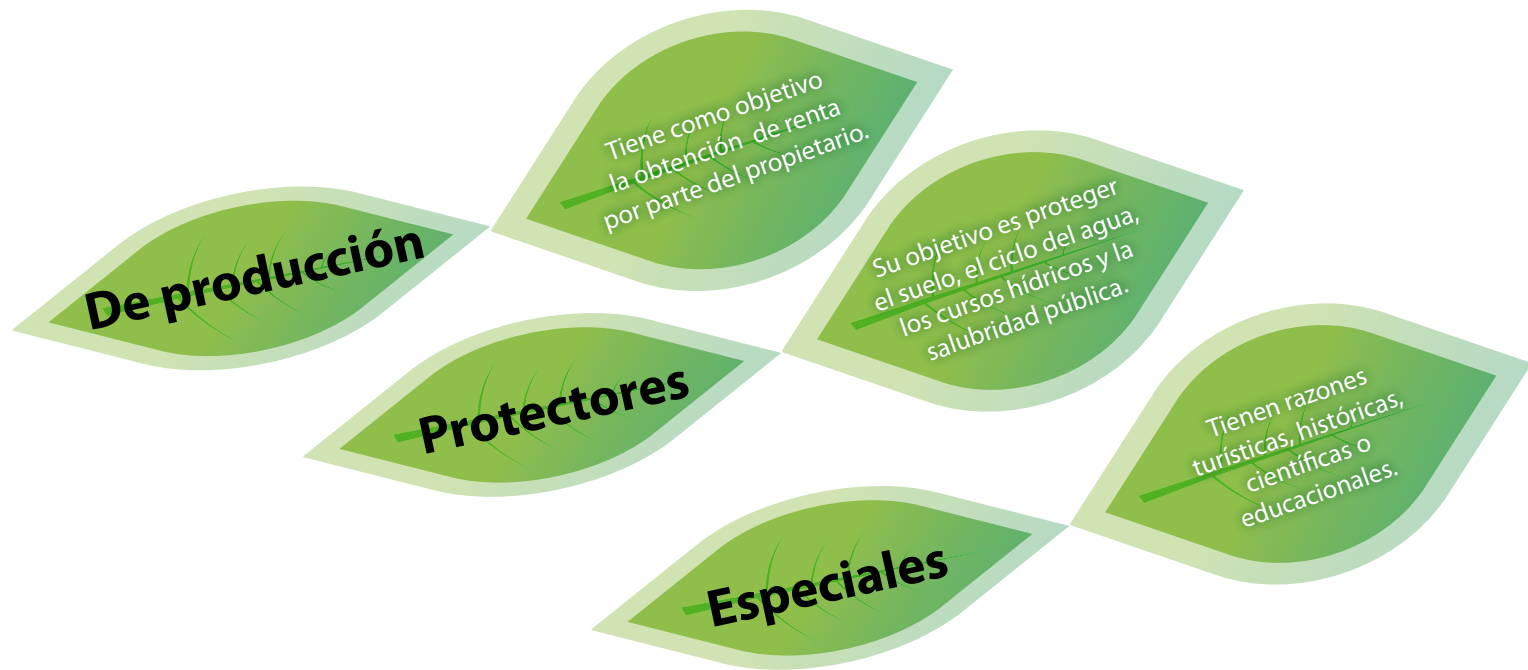 De producción
Tiene como objetivo
la obtención de renta
por parte del propietario.
Protectores
Su objetivo es proteger
el suelo, el ciclo del agua,
los cursos hídricos y la
salubridad pública.
Especiales
Tienen razones
turísticas, históricas,
científicas o
educacionales.